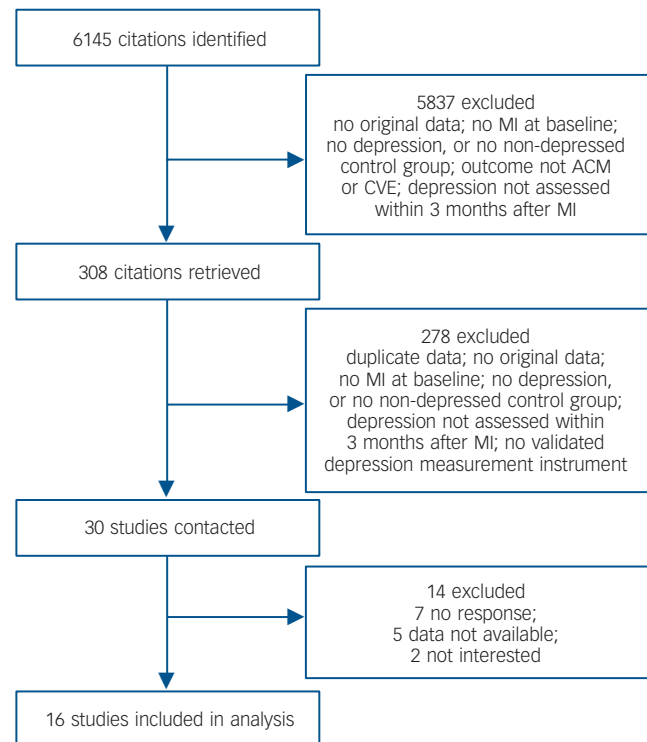 6145 citations identified
5837 excluded
no original data; no MI at baseline;
no depression, or no non-depressed
control group; outcome not ACM
or CVE; depression not assessed
within 3 months after MI
308 citations retrieved
278 excluded
duplicate data; no original data;
no MI at baseline; no depression,
or no non-depressed control group;
depression not assessed within
3 months after MI; no validated
depression measurement instrument
30 studies contacted
14 excluded
7 no response;
5 data not available;
2 not interested
16 studies included in analysis